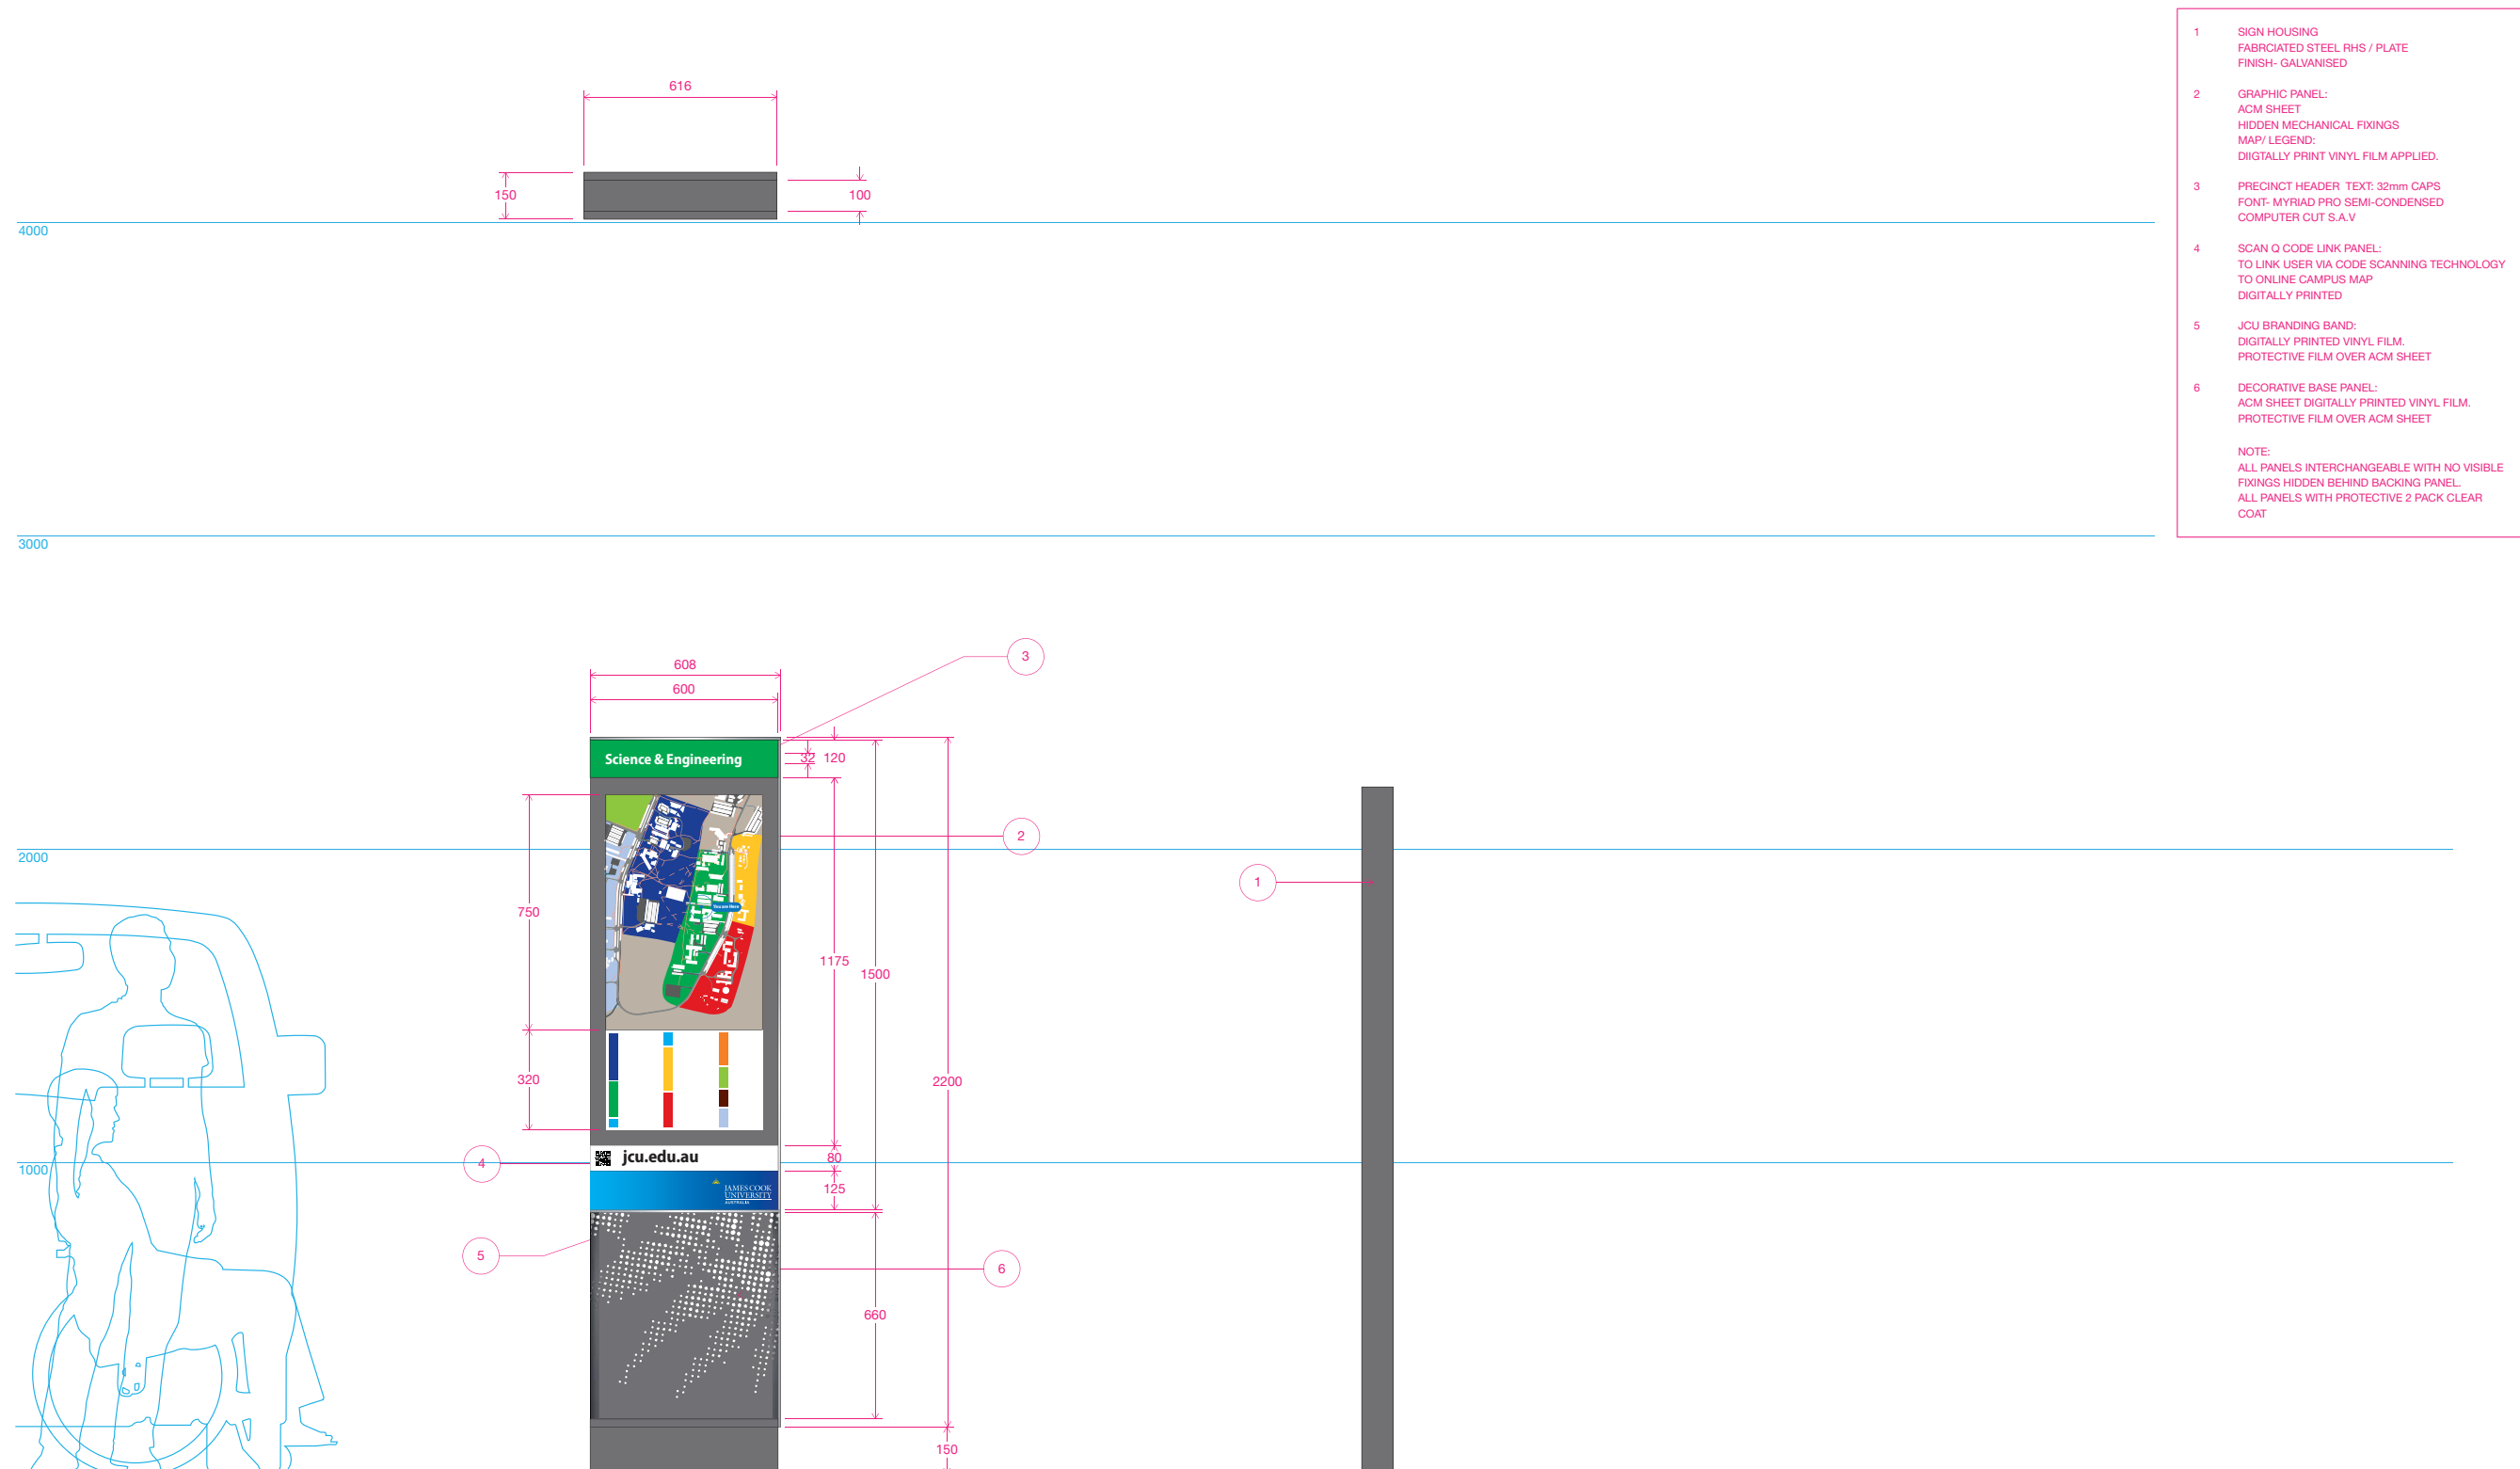 1 SIGN HOUSING
FABRCIATED STEEL RHS / PLATE
FINISH- GALVANISED
2 GRAPHIC PANEL:
ACM SHEET
HIDDEN MECHANICAL FIXINGS
MAP/ LEGEND:
DIIGTALLY PRINT VINYL FILM APPLIED.
3 PRECINCT HEADER TEXT: 32mm CAPS
FONT- MYRIAD PRO SEMI-CONDENSED
COMPUTER CUT S.A.V
4 SCAN Q CODE LINK PANEL:
TO LINK USER VIA CODE SCANNING TECHNOLOGY
TO ONLINE CAMPUS MAP
DIGITALLY PRINTED
5 JCU BRANDING BAND:
DIGITALLY PRINTED VINYL FILM.
PROTECTIVE FILM OVER ACM SHEET
6 DECORATIVE BASE PANEL:
ACM SHEET DIGITALLY PRINTED VINYL FILM.
PROTECTIVE FILM OVER ACM SHEET
NOTE:
ALL PANELS INTERCHANGEABLE WITH NO VISIBLE
FIXINGS HIDDEN BEHIND BACKING PANEL.
ALL PANELS WITH PROTECTIVE 2 PACK CLEAR
COAT
616
150
100
4000
3000
608
3
600
Science & Engineering
32 120
2
2000
1
You are Here
750
1175
1500
320
2200
4
1000
jcu.edu.au
80
JAMES COOK
UNIVERSITY
AUSTRALIA
125
5
6
660
150